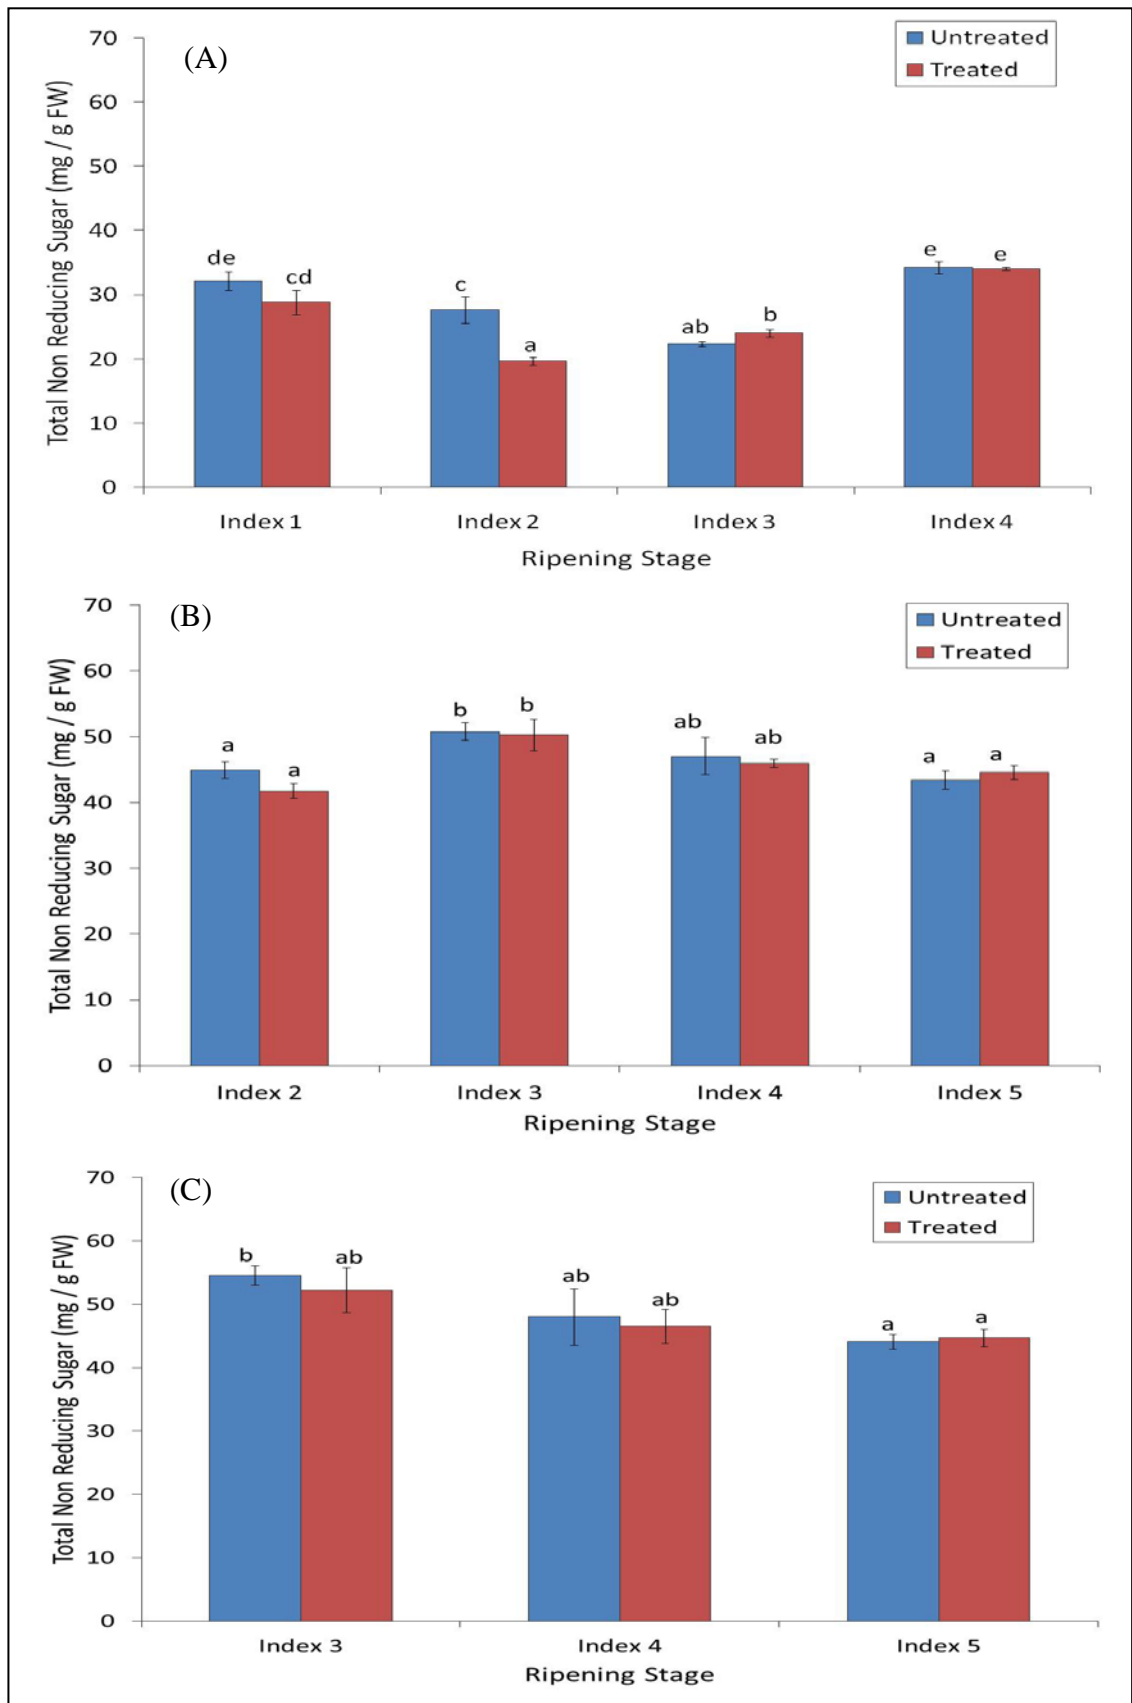 (A)
Untreated
Treated
Total Non Reducing Sugar (mg / g FW)
70
60
50
40
30
20
10
0
de
cd
c
a
ab
b
e
e
Index 1
Index 2
Index 3
Index 4
Ripening Stage
(B)
Untreated
Treated
Total Non Reducing Sugar (mg / g FW)
70
60
50
40
30
20
10
0
a
a
b
b
ab
ab
a
a
Index 2
Index 3
Index 4
Index 5
Ripening Stage
(C)
Untreated
Treated
Total Non Reducing Sugar (mg / g FW)
70
60
50
40
30
20
10
0
b
ab
ab
ab
a
a
Index 3
Index 4
Index 5
Ripening Stage